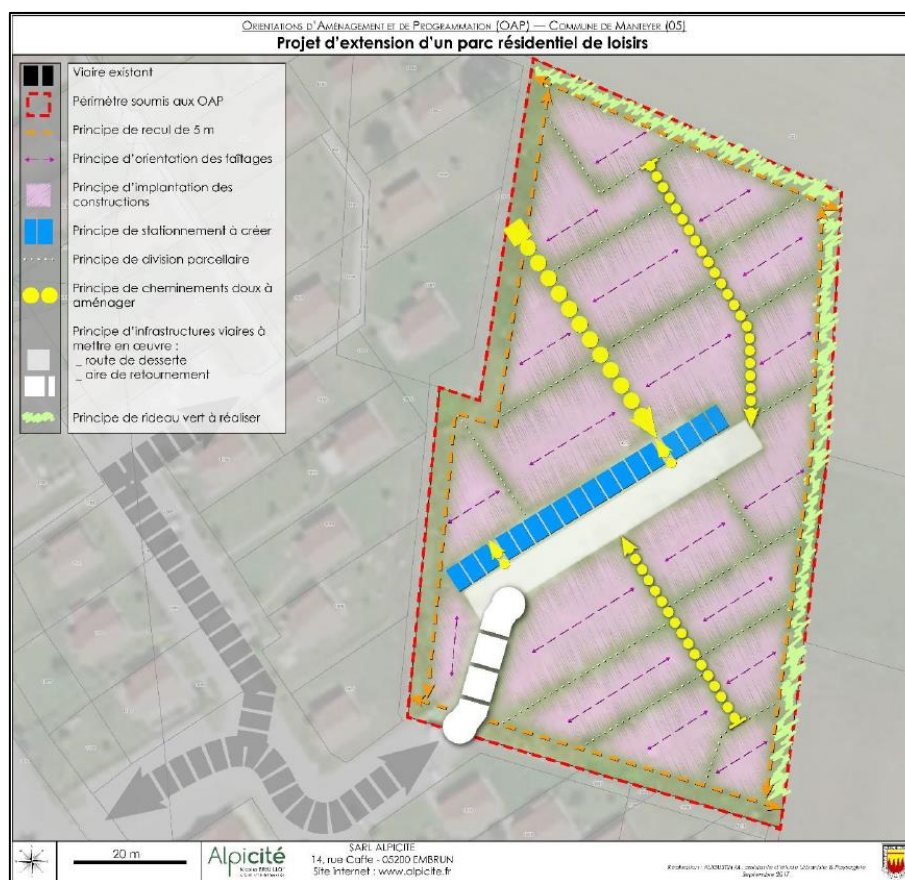 ORIENTATIONS D'AMÉNAGEMENT ET DE PROGRAMMATION (OAP) — COMMUNE DE MANTEYER (05)
Projet d'extension d'un parc résidentiel de loisirs
Viaire existant
Périmètre soumis aux OAP
Principe de recul de 5 m
Principe d'orientation des faîtages
Principe d'implantation des
constructions
Principe de stationnement à créer
Principe de division parcellaire
Principe de cheminements doux à
aménager
Principe d'infrastructures viaires à
mettre en œuvre :
_ route de desserte
_ aire de retournement
Principe de rideau vert à réaliser
20 m
Alpicité
SARL ALPICITE
14, rue Caffe - 05200 EMBRUN
Site internet : www.alpicite.fr
Septembre 2017